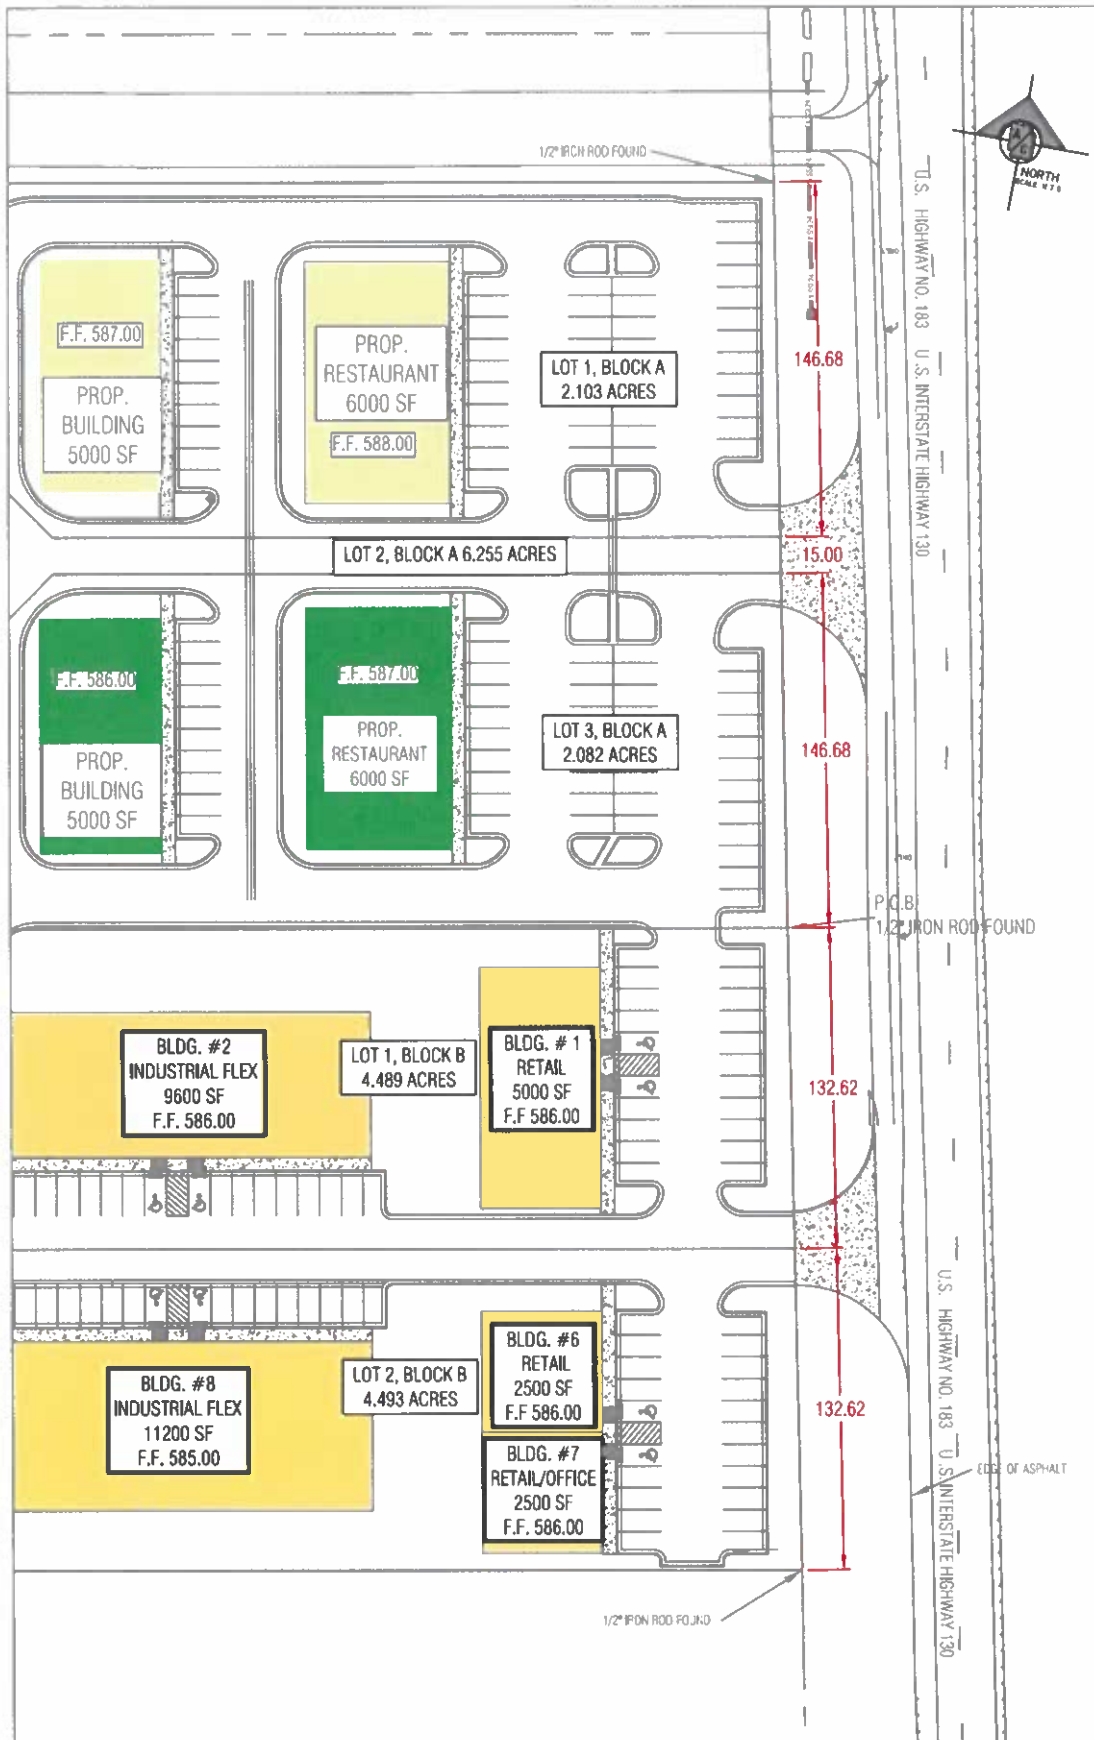 1/2" IRON ROD FOUND
NORTH
SCALE N.T.S
U.S. HIGHWAY NO. 183 U.S. INTERSTATE HIGHWAY 130
F.F. 587.00
PROP.
BUILDING
5000 SF
PROP.
RESTAURANT
6000 SF
F.F. 588.00
LOT 1, BLOCK A
2.103 ACRES
146.68
LOT 2, BLOCK A 6.255 ACRES
15.00
F.F. 586.00
PROP.
BUILDING
5000 SF
F.F. 587.00
PROP.
RESTAURANT
6000 SF
LOT 3, BLOCK A
2.082 ACRES
146.68
P.O.B.
1/2" IRON ROD FOUND
BLDG. #2
INDUSTRIAL FLEX
9600 SF
F.F. 586.00
LOT 1, BLOCK B
4.489 ACRES
BLDG. # 1
RETAIL
5000 SF
F.F 586.00
132.62
BLDG. #8
INDUSTRIAL FLEX
11200 SF
F.F. 585.00
LOT 2, BLOCK B
4.493 ACRES
BLDG. #6
RETAIL
2500 SF
F.F 586.00
BLDG. #7
RETAIL/OFFICE
2500 SF
F.F. 586.00
132.62
U.S. HIGHWAY NO. 183 U.S. INTERSTATE HIGHWAY 130
EDGE OF ASPHALT
1/2" IRON ROD FOUND